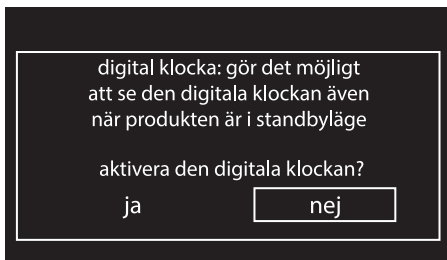 digital klocka: gör det möjligt
att se den digitala klockan även
när produkten är i standbyläge
aktivera den digitala klockan?
ja nej